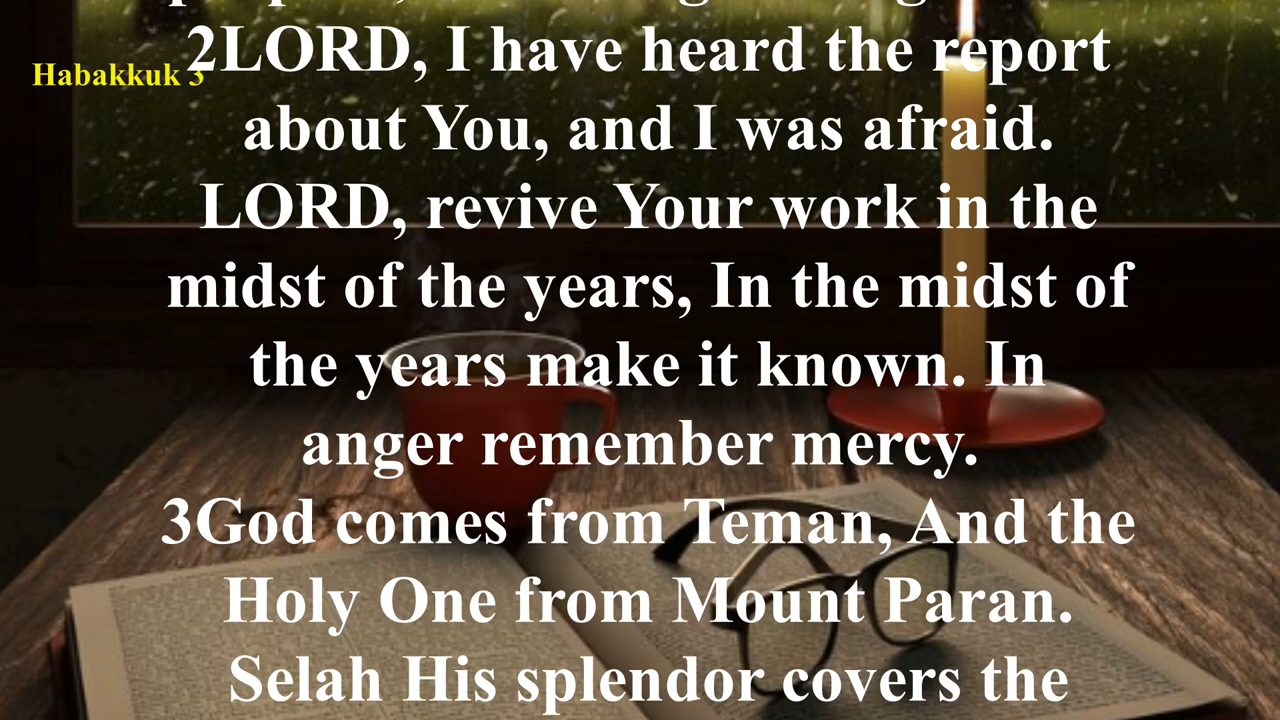 Habakkuk 3
2LORD, I have heard the report
about You, and I was afraid.
LORD, revive Your work in the
midst of the years, In the midst of
the years make it known. In
anger remember mercy.
3God comes from Teman, And the
Holy One from Mount Paran.
Selah His splendor covers the